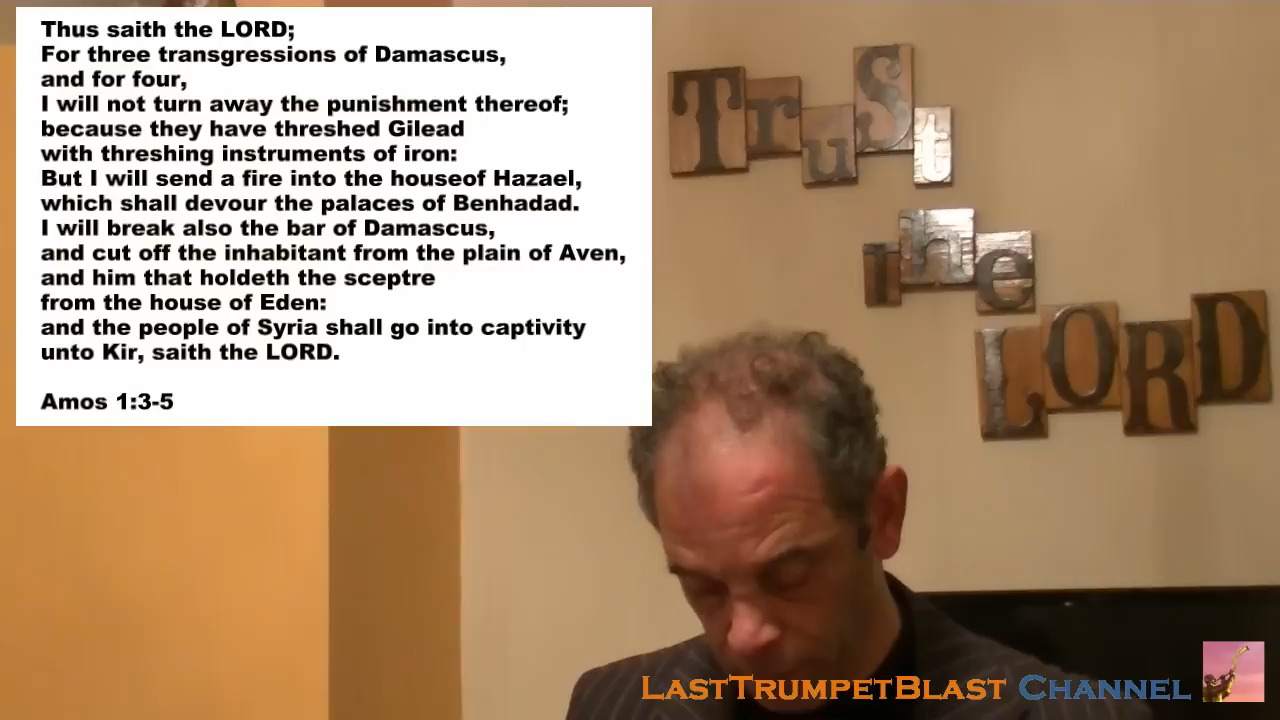 Thus saith the LORD;
For three transgressions of Damascus,
and for four,
I will not turn away the punishment thereof;
because they have threshed Gilead
with threshing instruments of iron:
But I will send a fire into the houseof Hazael,
which shall devour the palaces of Benhadad.
I will break also the bar of Damascus,
and cut off the inhabitant from the plain of Aven,
and him that holdeth the sceptre
from the house of Eden:
and the people of Syria shall go into captivity
unto Kir, saith the LORD.
Amos 1:3-5
TruSt
The
LORD
LASTTRUMPETBLAST CHANNEL